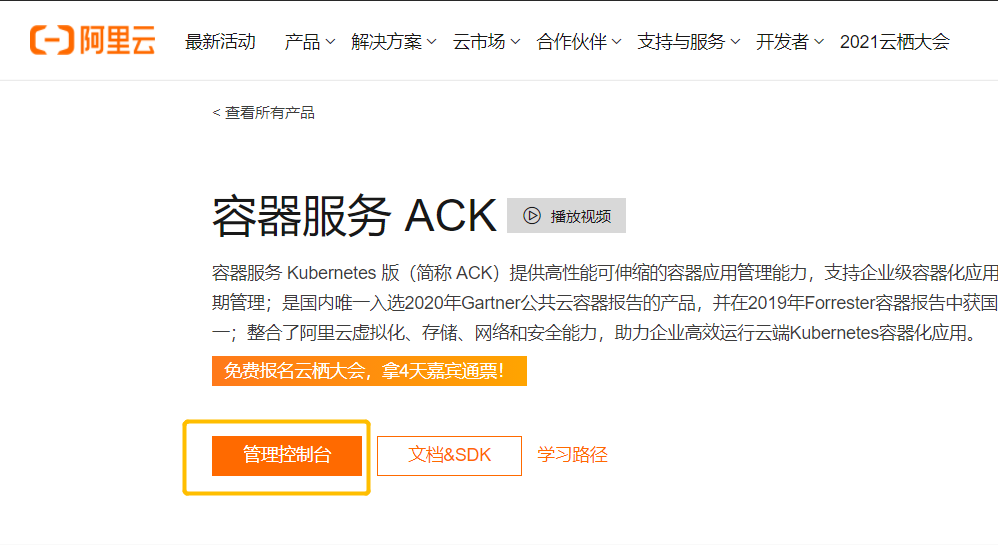 阿里云 最新活动 产品 解决方案 云市场 合作伙伴 支持与服务 开发者 2021云栖大会
< 查看所有产品
容器服务 ACK 播放视频
容器服务 Kubernetes 版（简称 ACK）提供高性能可伸缩的容器应用管理能力，支持企业级容器化应用
期管理；是国内唯一入选2020年Gartner公共云容器报告的产品，并在2019年Forrester容器报告中获国
一；整合了阿里云虚拟化、存储、网络和安全能力，助力企业高效运行云端Kubernetes容器化应用。
免费报名云栖大会，拿4天嘉宾通票！
管理控制台 文档&SDK 学习路径